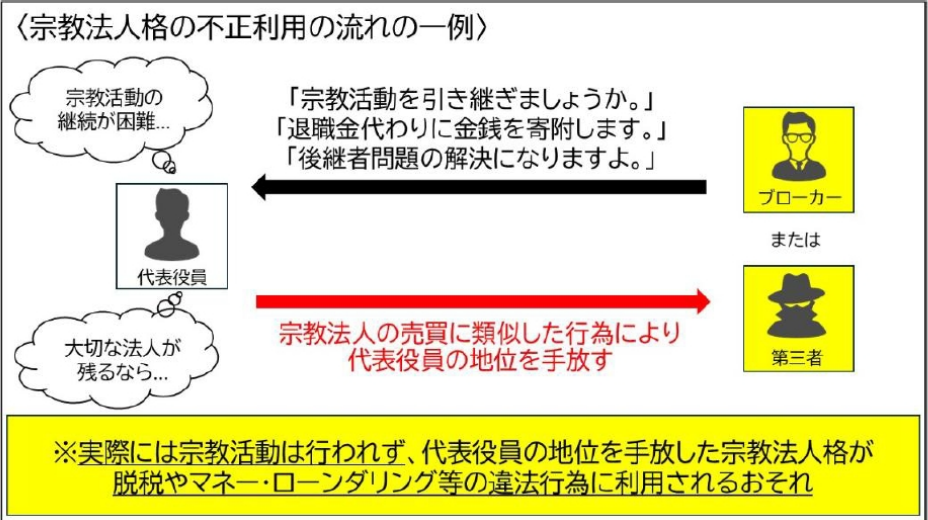 〈宗教法人格の不正利用の流れの一例〉
宗教活動の
継続が困難...
「宗教活動を引き継ぎましょうか。」
「退職金代わりに金銭を寄附します。」
「後継者問題の解決になりますよ。」
ブローカー
または
代表役員
宗教法人の売買に類似した行為により
代表役員の地位を手放す
大切な法人が
残るなら...
第三者
※実際には宗教活動は行われず、代表役員の地位を手放した宗教法人格が
脱税やマネー・ローンダリング等の違法行為に利用されるおそれ